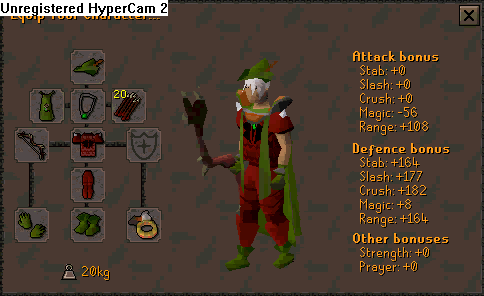 Unregistered HyperCam 2
Equip Your Character...
20
Attack bonus
Stab: +0
Slash: +0
Crush: +0
Magic: -56
Range: +108
Defence bonus
Stab: +164
Slash: +177
Crush: +182
Magic: +8
Range: +164
Other bonuses
Strength: +0
Prayer: +0
20kg